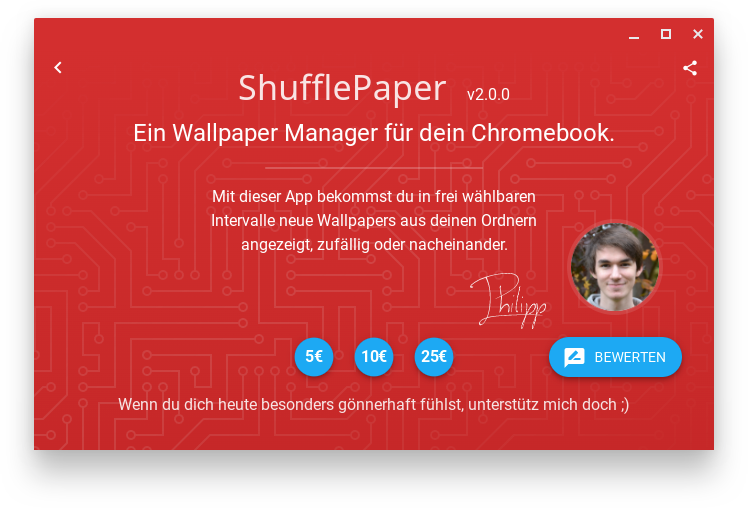 ShufflePaper v2.0.0
Ein Wallpaper Manager für dein Chromebook.
Mit dieser App bekommst du in frei wählbaren
Intervalle neue Wallpapers aus deinen Ordnern
angezeigt, zufällig oder nacheinander.
Philipp
5€ 10€ 25€ BEWERTEN
Wenn du dich heute besonders gönnerhaft fühlst, unterstütz mich doch ;)